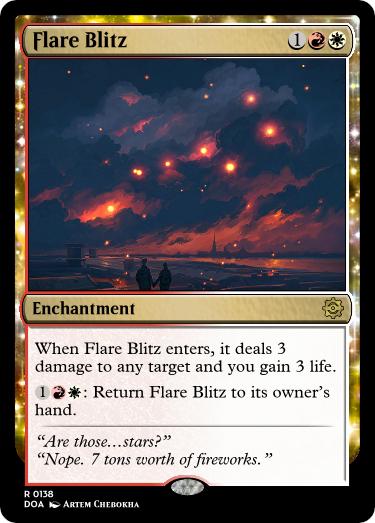 Flare Blitz 1
Enchantment
When Flare Blitz enters, it deals 3
damage to any target and you gain 3 life.
1: Return Flare Blitz to its owner's
hand.
“Are those...stars?”
“Nope. 7 tons worth of fireworks.”
R 0138
DOA Artem Chebokha